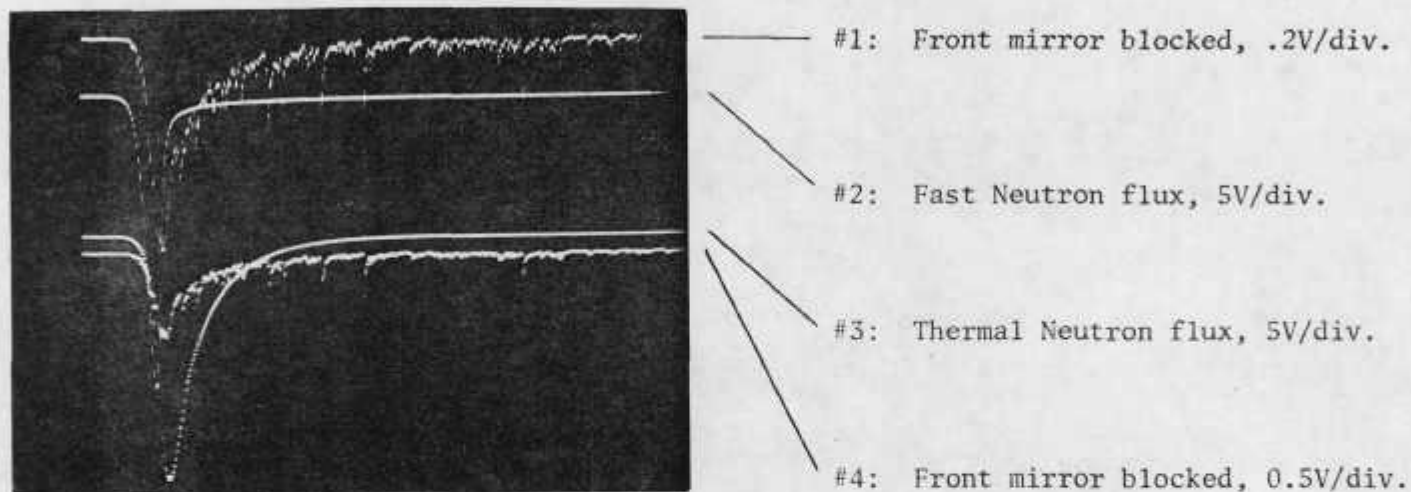 #1: Front mirror blocked, .2V/div.
#2: Fast Neutron flux, 5V/div.
#3: Thermal Neutron flux, 5V/div.
#4: Front mirror blocked, 0.5V/div.